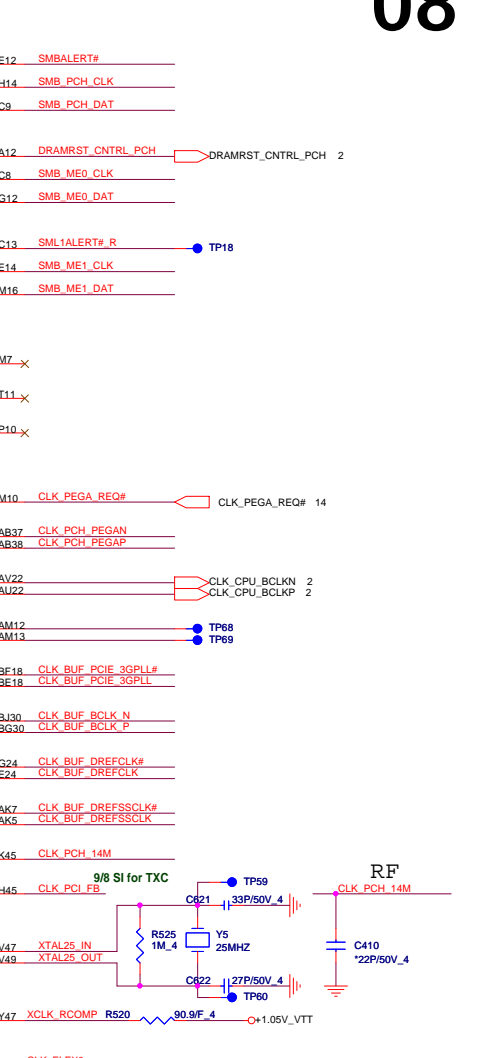 08
E12 SMBALERT#
H14 SMB_PCH_CLK
C9 SMB_PCH_DAT
A12 DRAMRST_CNTRL_PCH DRAMRST_CNTRL_PCH 2
C8 SMB_ME0_CLK
G12 SMB_ME0_DAT
C13 SML1ALERT#_R TP18
E14 SMB_ME1_CLK
M16 SMB_ME1_DAT
M7
T11
P10
M10 CLK_PEGA_REQ# CLK_PEGA_REQ# 14
AB37 CLK_PCH_PEGAN
AB38 CLK_PCH_PEGAP
AV22 CLK_CPU_BCLKN 2
AU22 CLK_CPU_BCLKP 2
AM12 TP68
AM13 TP69
BF18 CLK_BUF_PCIE_3GPLL#
BE18 CLK_BUF_PCIE_3GPLL
BJ30 CLK_BUF_BCLK_N
BG30 CLK_BUF_BCLK_P
G24 CLK_BUF_DREFCLK#
E24 CLK_BUF_DREFCLK
AK7 CLK_BUF_DREFSSCLK#
AK5 CLK_BUF_DREFSSCLK
K45 CLK_PCH_14M
RF
9/8 SI for TXC
TP59
H45 CLK_PCI_FB
CLK_PCH_14M
C621 33P/50V_4
R525 1M_4
Y5 25MHZ
C410 *22P/50V_4
V47 XTAL25_IN
V49 XTAL25_OUT
C622 27P/50V_4
TP60
Y47 XCLK_RCOMP R520 90.9/F_4 +1.05V_VTT